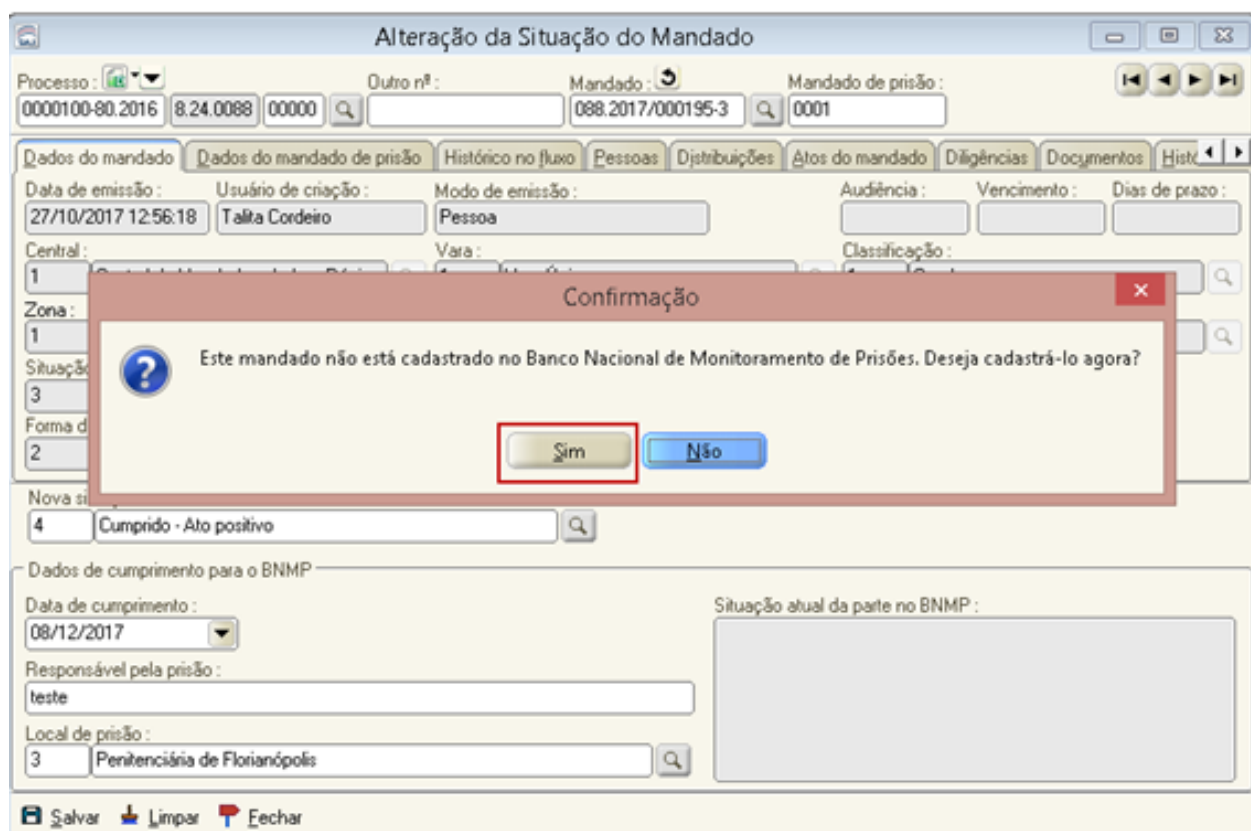 Alteração da Situação do Mandado
Processo : Outro nº : Mandado : Mandado de prisão :
0000100-80.2016 8.24.0088 00000 088.2017/000195-3 0001
Dados do mandado Dados do mandado de prisão Histórico no fluxo Pessoas Distribuições Atos do mandado Diligências Documentos
Data de emissão : Usuário de criação : Modo de emissão : Audiência : Vencimento : Dias de prazo :
27/10/2017 12:56:18 Talita Cordeiro Pessoa
Central : Vara : Classificação :
1
Confirmação
Zona :
1
Este mandado não está cadastrado no Banco Nacional de Monitoramento de Prisões. Deseja cadastrá-lo agora?
3
2
Sim Não
Nova
4 Cumprido - Ato positivo
Dados de cumprimento para o BNMP
Data de cumprimento : Situação atual da parte no BNMP :
08/12/2017
Responsável pela prisão :
teste
Local de prisão :
3 Penitenciária de Florianópolis
Salvar Limpar Fechar